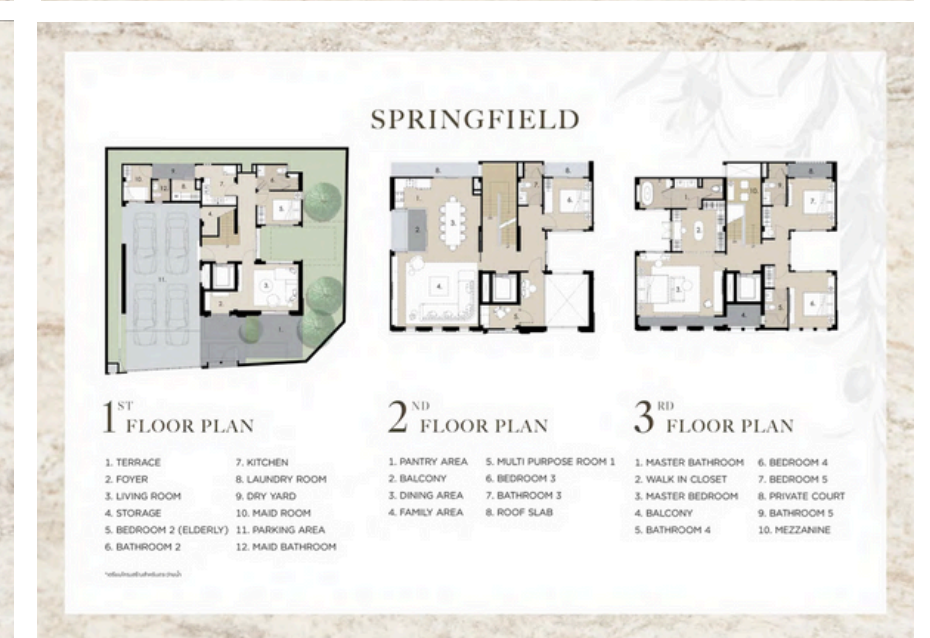 SPRINGFIELD
1ST FLOOR PLAN
1. TERRACE
2. FOYER
3. LIVING ROOM
4. STORAGE
5. BEDROOM 2 (ELDERLY)
6. BATHROOM 2
7. KITCHEN
8. LAUNDRY ROOM
9. DRY YARD
10. MAID ROOM
11. PARKING AREA
12. MAID BATHROOM
2ND FLOOR PLAN
1. PANTRY AREA
2. BALCONY
3. DINING AREA
4. FAMILY AREA
5. MULTI PURPOSE ROOM 1
6. BEDROOM 3
7. BATHROOM 3
8. ROOF SLAB
3RD FLOOR PLAN
1. MASTER BATHROOM
2. WALK IN CLOSET
3. MASTER BEDROOM
4. BALCONY
5. BATHROOM 4
6. BEDROOM 4
7. BEDROOM 5
8. PRIVATE COURT
9. BATHROOM 5
10. MEZZANINE